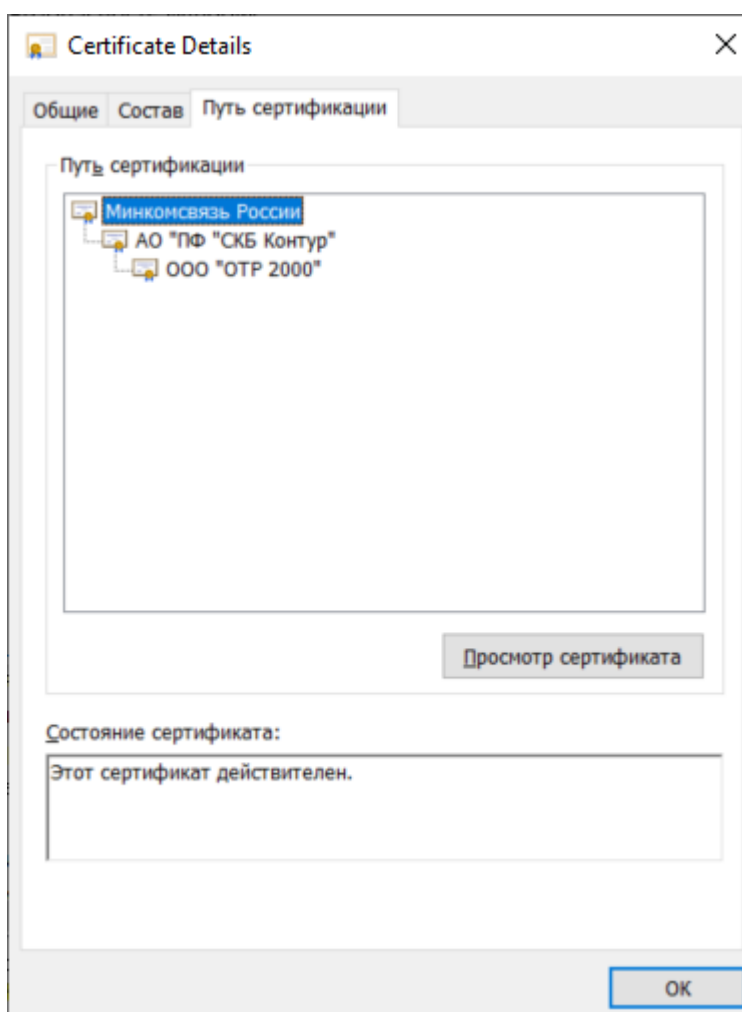 Certificate Details
Общие Состав Путь сертификации
Путь сертификации
Минкомсвязь России
АО "ПФ "СКБ Контур"
ООО "ОТР 2000"
Просмотр сертификата
Состояние сертификата:
Этот сертификат действителен.
ОК